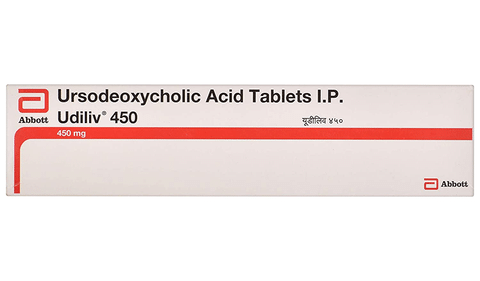 Ursodeoxycholic Acid Tablets I.P.
Abbott
Udiliv® 450
यूडीलिव ४५०
450 mg
Abbott